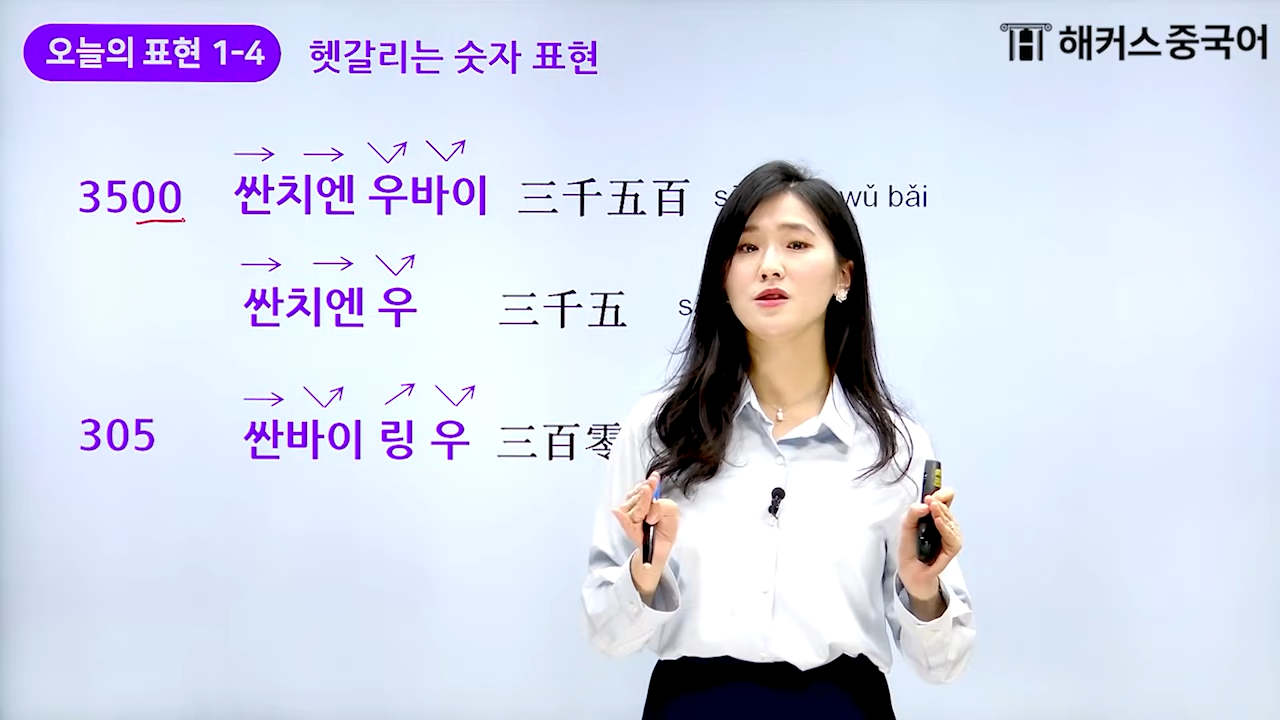 오늘의 표현 1-4 헷갈리는 숫자 표현
해커스중국어
3500 싼치엔 우바이 三千五百 wǔ bǎi
싼치엔 우 三千五
305 싼바이 링 우 三百零